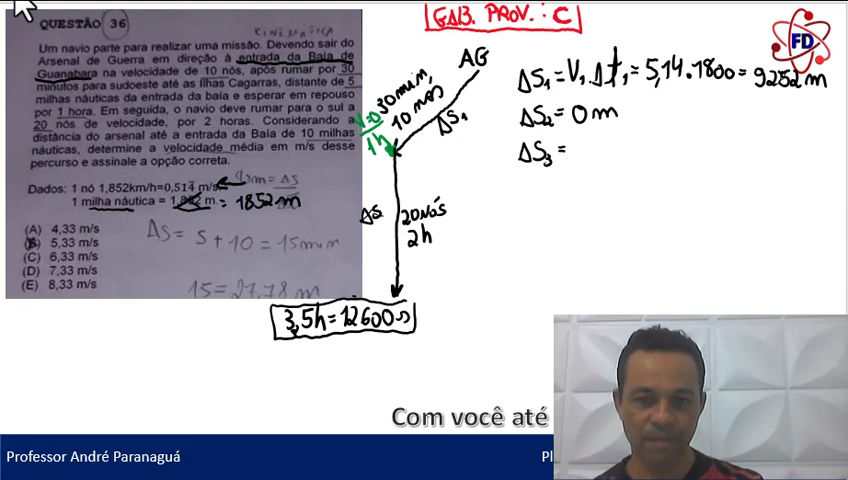 GAB. PROV.: C
FD
QUESTÃO 36
CINEMÁTICA
Um navio parte para realizar uma missão. Devendo sair do
Arsenal de Guerra em direção à entrada da Baía de
Guanabara na velocidade de 10 nós, após rumar por 30
minutos para sudoeste até as Ilhas Cagarras, distante de 5
milhas náuticas da entrada da baía e esperar em repouso
por 1 hora. Em seguida, o navio deve rumar para o sul a
20 nós de velocidade, por 2 horas. Considerando a
distância do arsenal até a entrada da Baía de 10 milhas
náuticas, determine a velocidade média em m/s desse
percurso e assinale a opção correta.
Dados: 1 nó 1,852km/h=0,514 m/s.
1 milha náutica = 1,852 m. = 1852 m
(A) 4,33 m/s
(B) 5,33 m/s
(C) 6,33 m/s
(D) 7,33 m/s
(E) 8,33 m/s
ΔS = 5 + 10 = 15
15 = 27,78 m
AG
30 min,
10 nós
ΔS1
V=0
1h
20 nós
2h
3,5h = 12600 s
ΔS1 = V1.Δt1 = 5,14.1800 = 9252 m
ΔS2 = 0 m
ΔS3 =
Com você até
Professor André Paranaguá